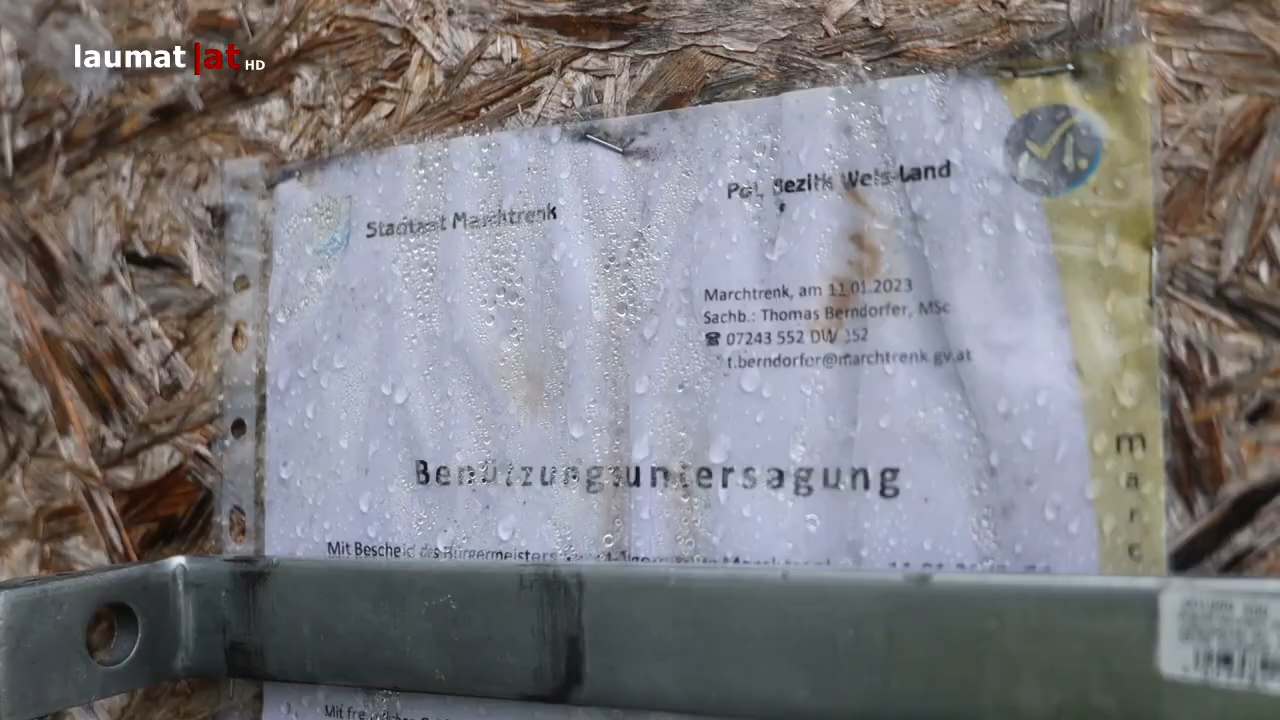 laumat|at HD
Stadtamt Marchtrenk
Pol. Bezirk Wels-Land
Marchtrenk, am 11.01.2023
Sachb.: Thomas Berndorfer, MSc
☎ 07243 552 DW 152
t.berndorfer@marchtrenk.gv.at
Benützungsuntersagung
Mit Bescheid des Bürgermeisters
marc